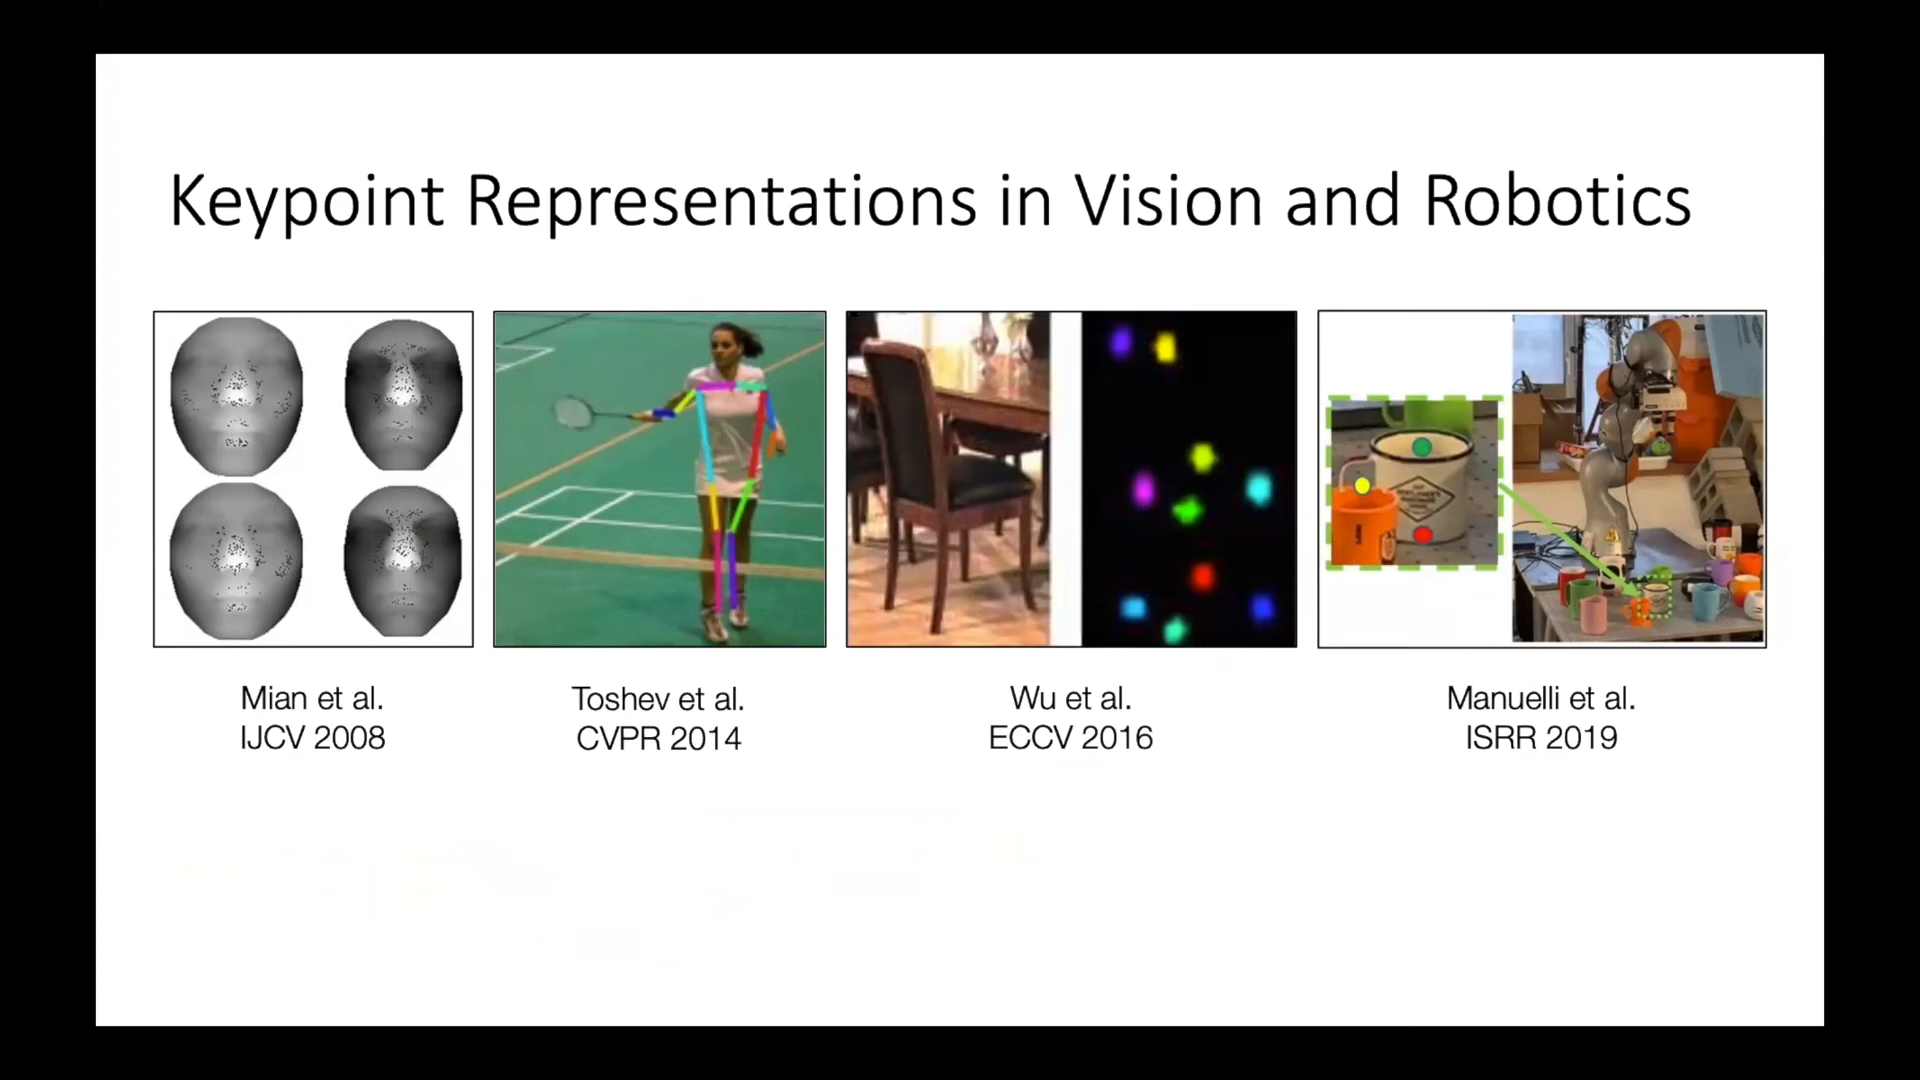 Keypoint Representations in Vision and Robotics
Mian et al.
IJCV 2008
Toshev et al.
CVPR 2014
Wu et al.
ECCV 2016
Manuelli et al.
ISRR 2019